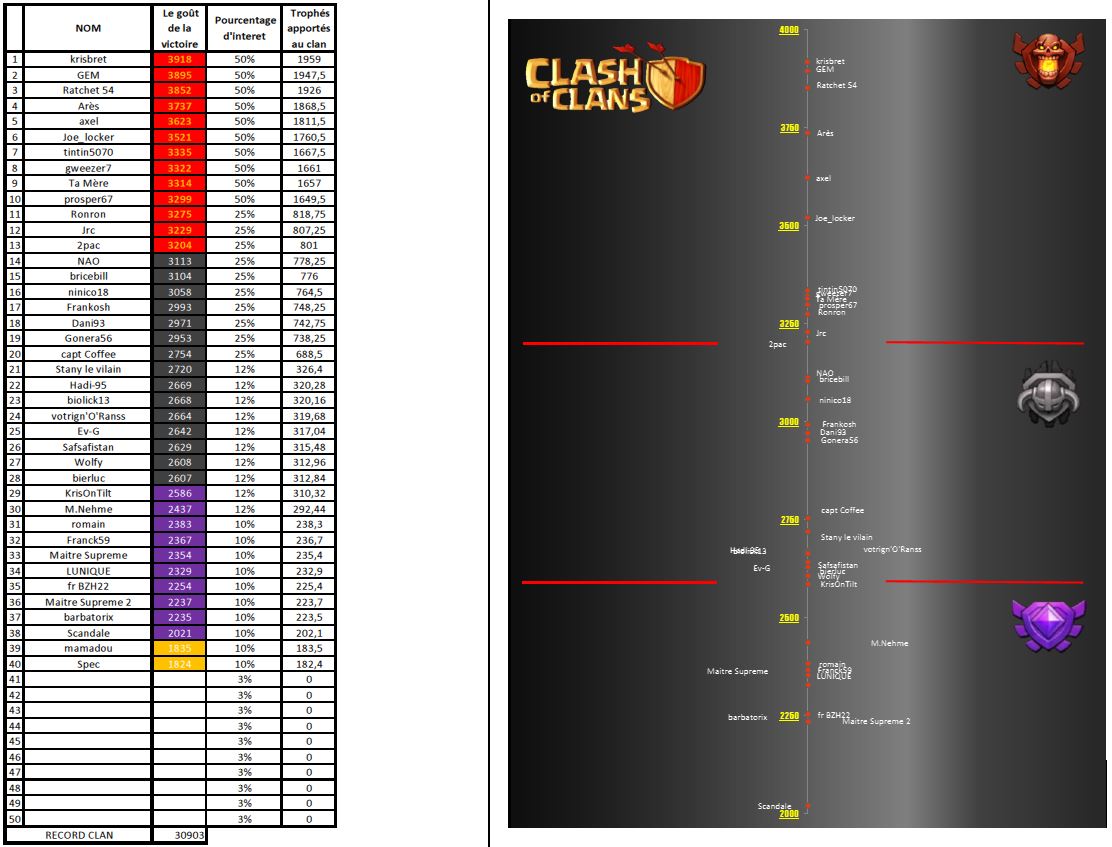 NOM Le goût de la victoire Pourcentage d'interet Trophés apportés au clan
1 krisbret 3918 50% 1959
2 GEM 3895 50% 1947,5
3 Ratchet 54 3852 50% 1926
4 Arès 3737 50% 1868,5
5 axel 3623 50% 1811,5
6 Joe_locker 3521 50% 1760,5
7 tintin5070 3335 50% 1667,5
8 gweezer7 3322 50% 1661
9 Ta Mère 3314 50% 1657
10 prosper67 3299 50% 1649,5
11 Ronron 3275 25% 818,75
12 Jrc 3229 25% 807,25
13 2pac 3204 25% 801
14 NAO 3113 25% 778,25
15 bricebill 3104 25% 776
16 ninico18 3058 25% 764,5
17 Frankosh 2993 25% 748,25
18 Dani93 2971 25% 742,75
19 Gonera56 2953 25% 738,25
20 capt Coffee 2754 25% 688,5
21 Stany le vilain 2720 12% 326,4
22 Hadi-95 2669 12% 320,28
23 biolick13 2668 12% 320,16
24 votrign'O'Ranss 2664 12% 319,68
25 Ev-G 2642 12% 317,04
26 Safsafistan 2629 12% 315,48
27 Wolfy 2608 12% 312,96
28 bierluc 2607 12% 312,84
29 KrisOnTilt 2586 12% 310,32
30 M.Nehme 2437 12% 292,44
31 romain 2383 10% 238,3
32 Franck59 2367 10% 236,7
33 Maitre Supreme 2354 10% 235,4
34 LUNIQUE 2329 10% 232,9
35 fr BZH22 2254 10% 225,4
36 Maitre Supreme 2 2237 10% 223,7
37 barbatorix 2235 10% 223,5
38 Scandale 2021 10% 202,1
39 mamadou 1835 10% 183,5
40 Spec 1824 10% 182,4
41 3% 0
42 3% 0
43 3% 0
44 3% 0
45 3% 0
46 3% 0
47 3% 0
48 3% 0
49 3% 0
50 3% 0
RECORD CLAN 30903
CLASH
of CLANS
4000
krisbret
GEM
Ratchet 54
3750
Arès
axel
Joe_locker
3500
tintin5070
gweezer7
Ta Mère
prosper67
Ronron
3250
Jrc
2pac
NAO
bricebill
ninico18
3000
Frankosh
Dani93
Gonera56
capt Coffee
2750
Stany le vilain
Hadi-95
biolick13
votrign'O'Ranss
Ev-G
Safsafistan
bierluc
Wolfy
KrisOnTilt
2500
M.Nehme
romain
Franck59
Maitre Supreme
LUNIQUE
2250
fr BZH22
barbatorix
Maitre Supreme 2
Scandale
2000